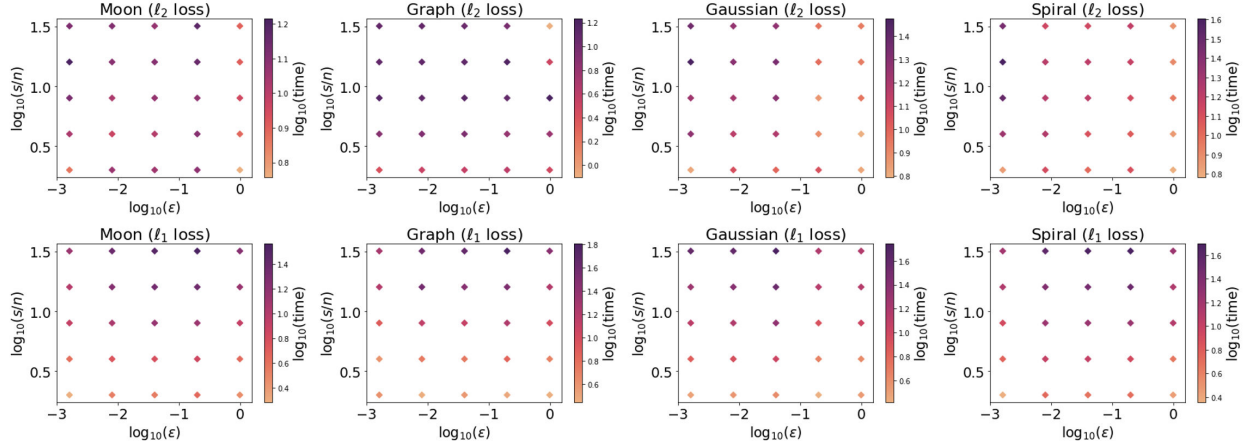 Moon (ℓ₂ loss)
1.5
1.0
0.5
log₁₀(s/n)
−3 −2 −1 0
log₁₀(ε)
1.2
1.1
1.0
0.9
0.8
log₁₀(time)
Graph (ℓ₂ loss)
1.5
1.0
0.5
log₁₀(s/n)
−3 −2 −1 0
log₁₀(ε)
1.2
1.0
0.8
0.6
0.4
0.2
0.0
log₁₀(time)
Gaussian (ℓ₂ loss)
1.5
1.0
0.5
log₁₀(s/n)
−3 −2 −1 0
log₁₀(ε)
1.4
1.3
1.2
1.1
1.0
0.9
0.8
log₁₀(time)
Spiral (ℓ₂ loss)
1.5
1.0
0.5
log₁₀(s/n)
−3 −2 −1 0
log₁₀(ε)
1.6
1.5
1.4
1.3
1.2
1.1
1.0
0.9
0.8
log₁₀(time)
Moon (ℓ₁ loss)
1.5
1.0
0.5
log₁₀(s/n)
−3 −2 −1 0
log₁₀(ε)
1.4
1.2
1.0
0.8
0.6
0.4
log₁₀(time)
Graph (ℓ₁ loss)
1.5
1.0
0.5
log₁₀(s/n)
−3 −2 −1 0
log₁₀(ε)
1.8
1.6
1.4
1.2
1.0
0.8
0.6
log₁₀(time)
Gaussian (ℓ₁ loss)
1.5
1.0
0.5
log₁₀(s/n)
−3 −2 −1 0
log₁₀(ε)
1.6
1.4
1.2
1.0
0.8
0.6
log₁₀(time)
Spiral (ℓ₁ loss)
1.5
1.0
0.5
log₁₀(s/n)
−3 −2 −1 0
log₁₀(ε)
1.6
1.4
1.2
1.0
0.8
0.6
0.4
log₁₀(time)